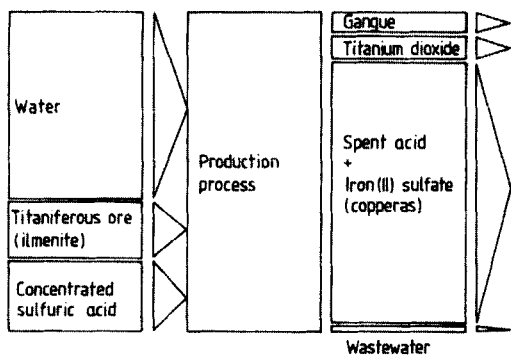 Water
Titaniferous ore
(ilmenite)
Concentrated
sulfuric acid
Production
process
Gangue
Titanium dioxide
Spent acid
+
Iron(II) sulfate
(copperas)
Wastewater